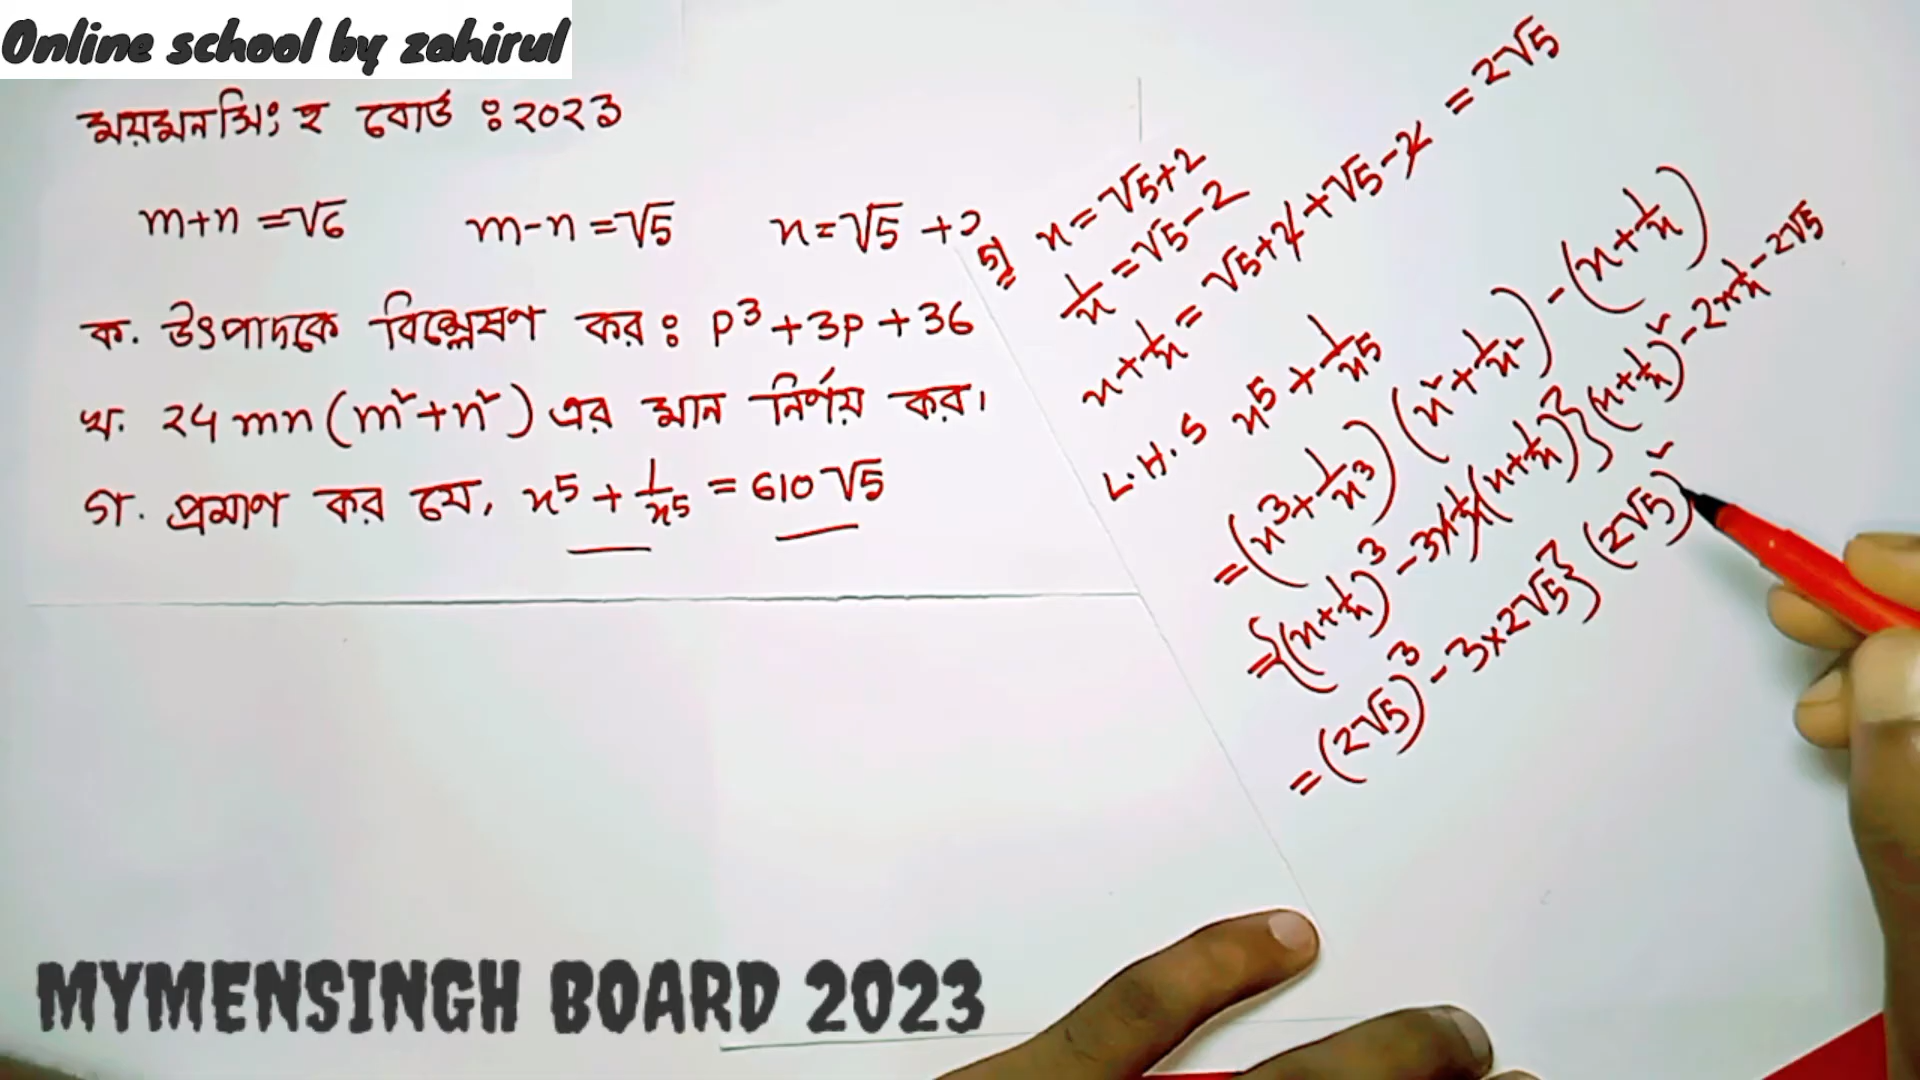 Online school by zahirul
ময়মনসিংহ বোর্ড ঃ ২০২৩
m+n =√6    m-n =√5    x=√5 +2
ক. উৎপাদকে বিশ্লেষণ কর ঃ p³+3p+36
খ. 24 mn (m²+n²) এর মান নির্ণয় কর।
গ. প্রমাণ কর যে, x⁵ + 1/x⁵ = 610√5
গ
x = √5+2
1/x = √5-2
x+1/x = √5+2+√5-2 = 2√5
L.H.S x⁵ + 1/x⁵
= (x³+1/x³) (x²+1/x²) - (x+1/x)
= {(x+1/x)³ -3x·1/x(x+1/x)} {(x+1/x)² -2·x·1/x - 2√5
= (2√5)³ - 3×2√5} (2√5)²
MYMENSINGH BOARD 2023